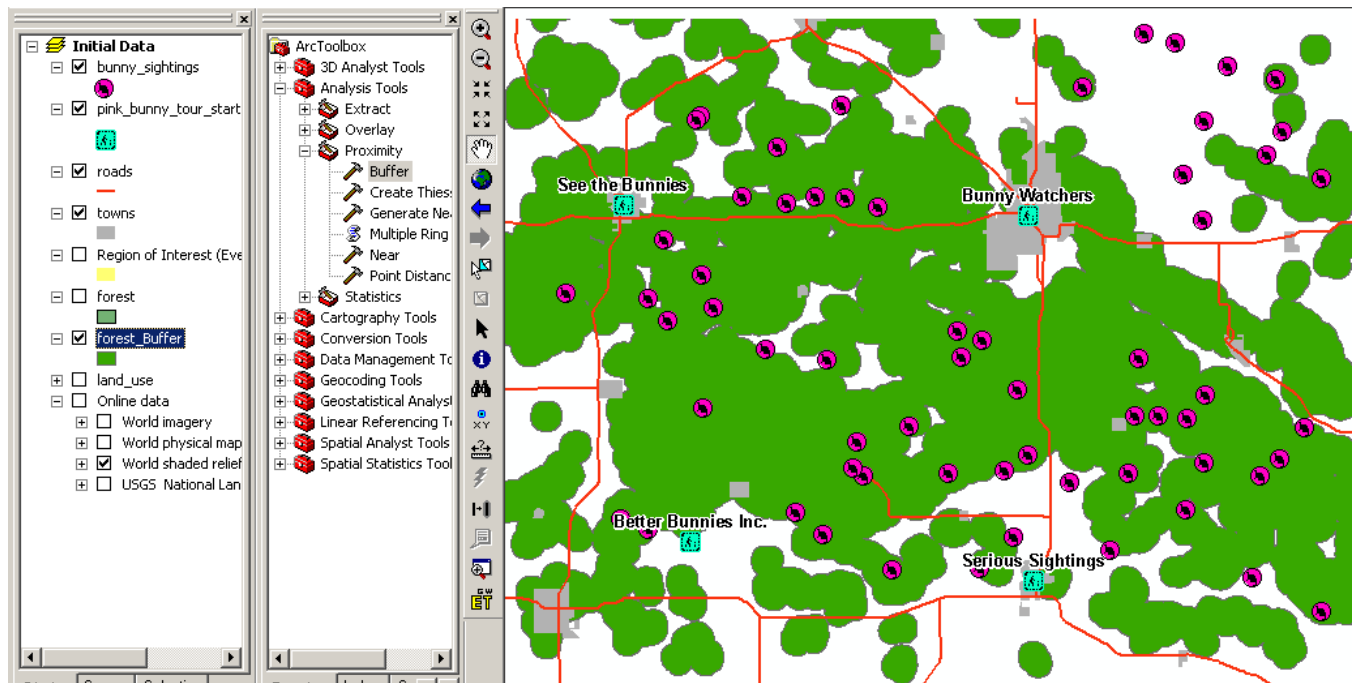 Initial Data
bunny_sightings
pink_bunny_tour_start
roads
towns
Region of Interest (Eve
forest
forest_Buffer
land_use
Online data
World imagery
World physical map
World shaded relief
USGS National Lan
ArcToolbox
3D Analyst Tools
Analysis Tools
Extract
Overlay
Proximity
Buffer
Create Thies
Generate Ne
Multiple Ring
Near
Point Distanc
Statistics
Cartography Tools
Conversion Tools
Data Management To
Geocoding Tools
Geostatistical Analyst
Linear Referencing T
Spatial Analyst Tools
Spatial Statistics Tool
XY
GW
ET
See the Bunnies
Bunny Watchers
Better Bunnies Inc.
Serious Sightings